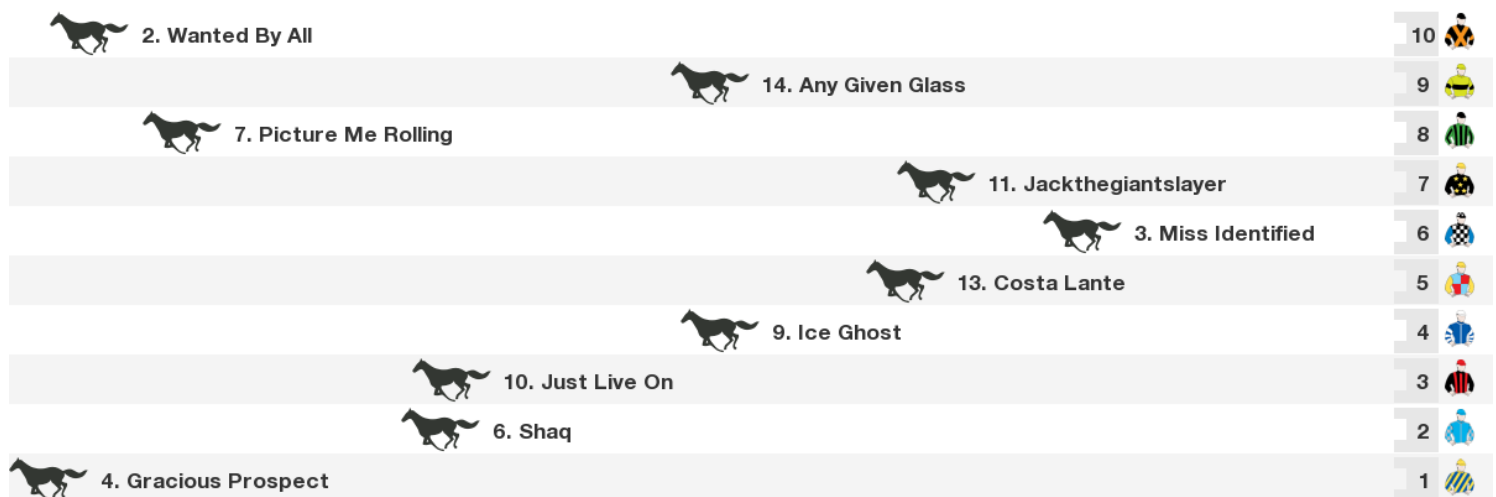 2. Wanted By All 10
14. Any Given Glass 9
7. Picture Me Rolling 8
11. Jackthegiantslayer 7
3. Miss Identified 6
13. Costa Lante 5
9. Ice Ghost 4
10. Just Live On 3
6. Shaq 2
4. Gracious Prospect 1